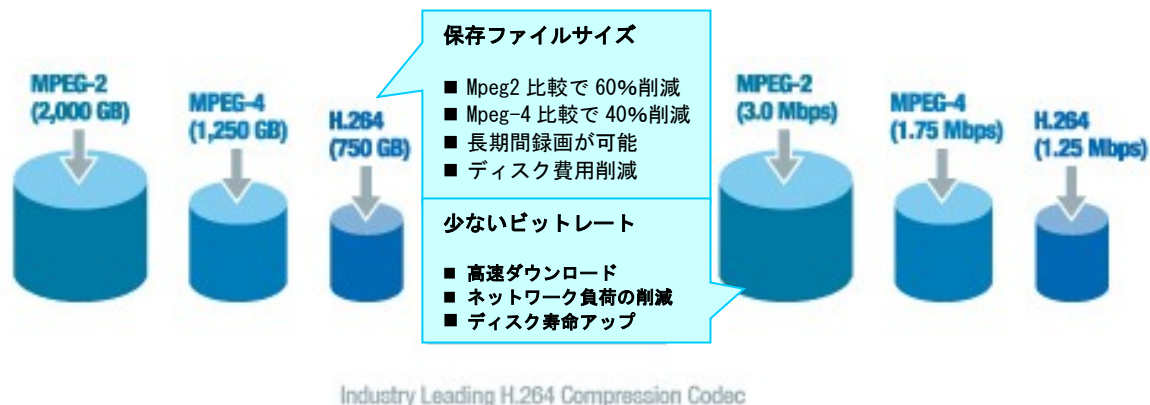 MPEG-2
(2,000 GB)
MPEG-4
(1,250 GB)
H.264
(750 GB)
保存ファイルサイズ
■ Mpeg2 比較で 60%削減
■ Mpeg-4 比較で 40%削減
■ 長期間録画が可能
■ ディスク費用削減
少ないビットレート
■ 高速ダウンロード
■ ネットワーク負荷の削減
■ ディスク寿命アップ
MPEG-2
(3.0 Mbps)
MPEG-4
(1.75 Mbps)
H.264
(1.25 Mbps)
Industry Leading H.264 Compression Codec